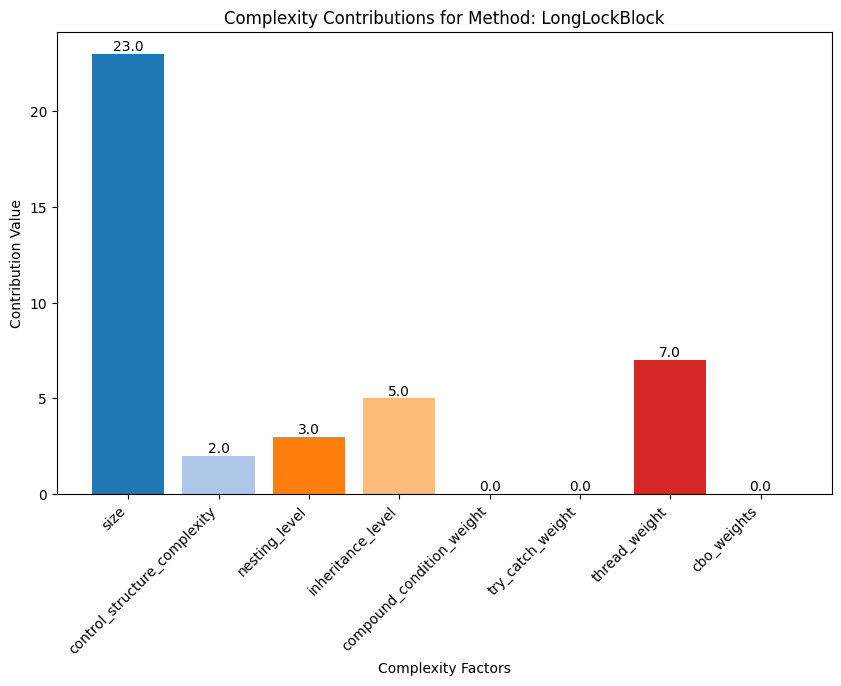 Complexity Contributions for Method: LongLockBlock
Contribution Value
20
15
10
5
0
23.0
2.0
3.0
5.0
0.0
0.0
7.0
0.0
size
control_structure_complexity
nesting_level
inheritance_level
compound_condition_weight
try_catch_weight
thread_weight
cbo_weights
Complexity Factors